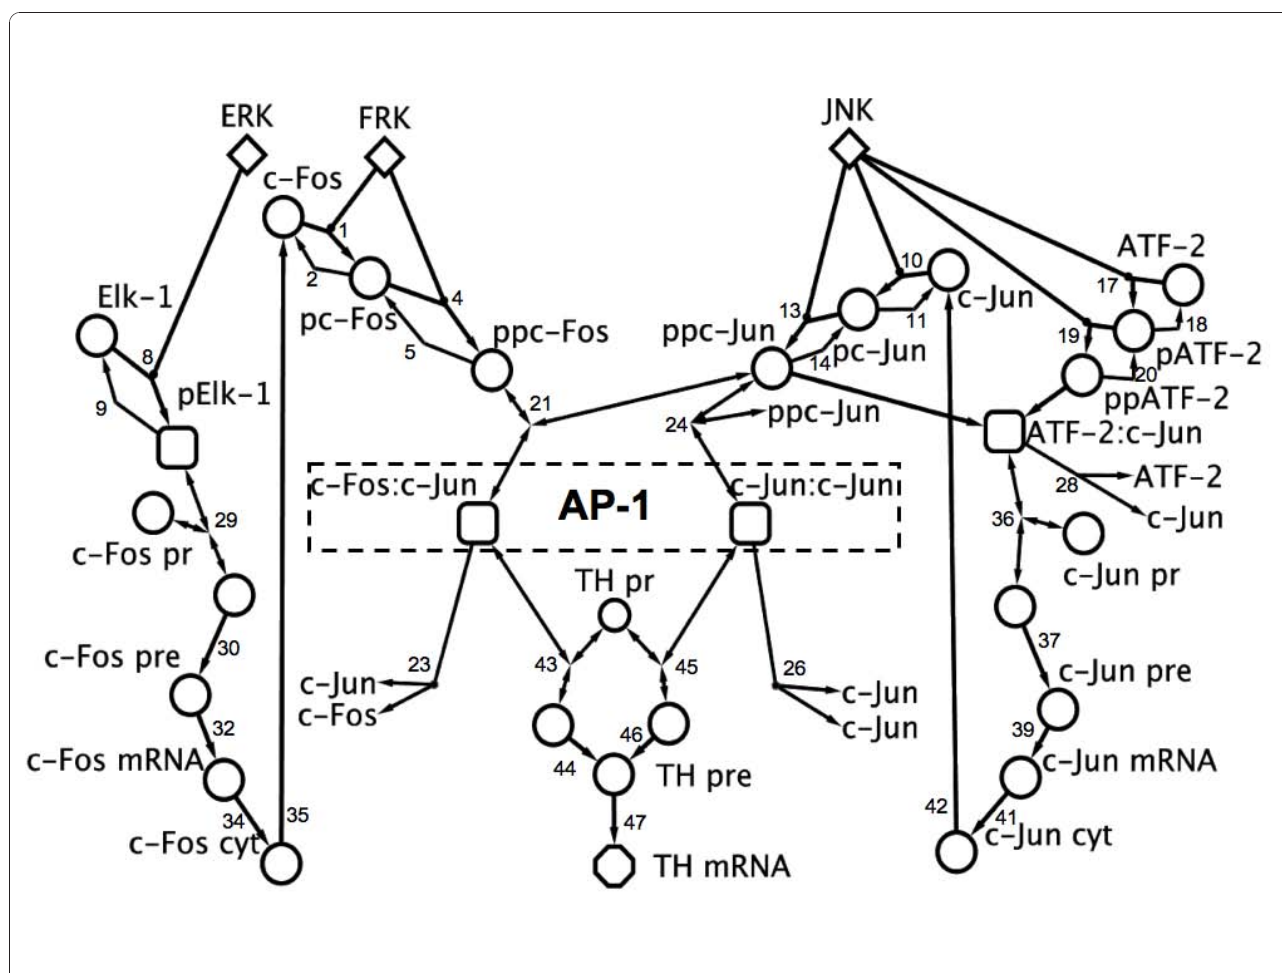 ERK
FRK
JNK
c-Fos
1
2
pc-Fos
4
5
ppc-Fos
Elk-1
8
9
pElk-1
10
11
c-Jun
13
14
pc-Jun
ppc-Jun
ATF-2
17
18
pATF-2
19
20
ppATF-2
21
24
ppc-Jun
ATF-2:c-Jun
28
ATF-2
c-Jun
c-Fos:c-Jun
AP-1
c-Jun:c-Jun
29
c-Fos pr
36
c-Jun pr
TH pr
30
c-Fos pre
37
c-Jun pre
23
c-Jun
c-Fos
43
45
26
c-Jun
c-Jun
32
c-Fos mRNA
44
46
TH pre
39
c-Jun mRNA
34
35
c-Fos cyt
47
TH mRNA
42
41
c-Jun cyt